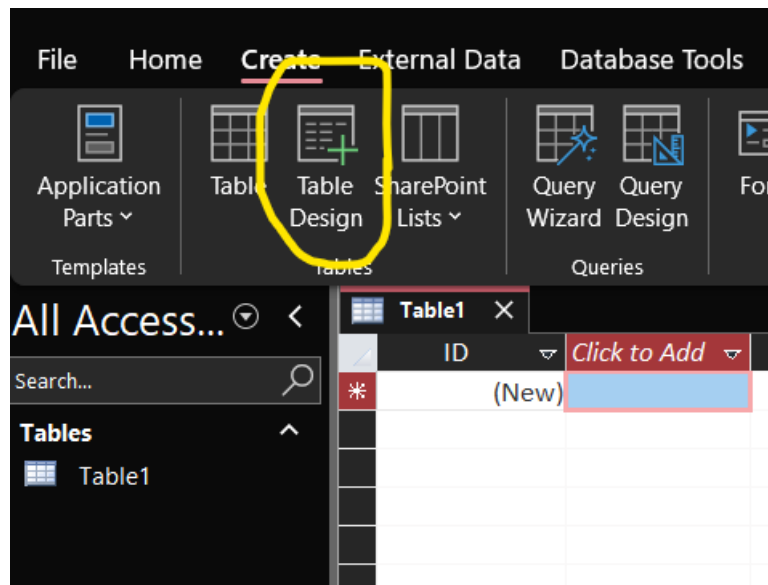 File Home Create External Data Database Tools
Application Parts
Table
Table Design
SharePoint Lists
Query Wizard
Query Design
Templates
Tables
Queries
All Access...
Search...
Tables
Table1
Table1
ID Click to Add
(New)